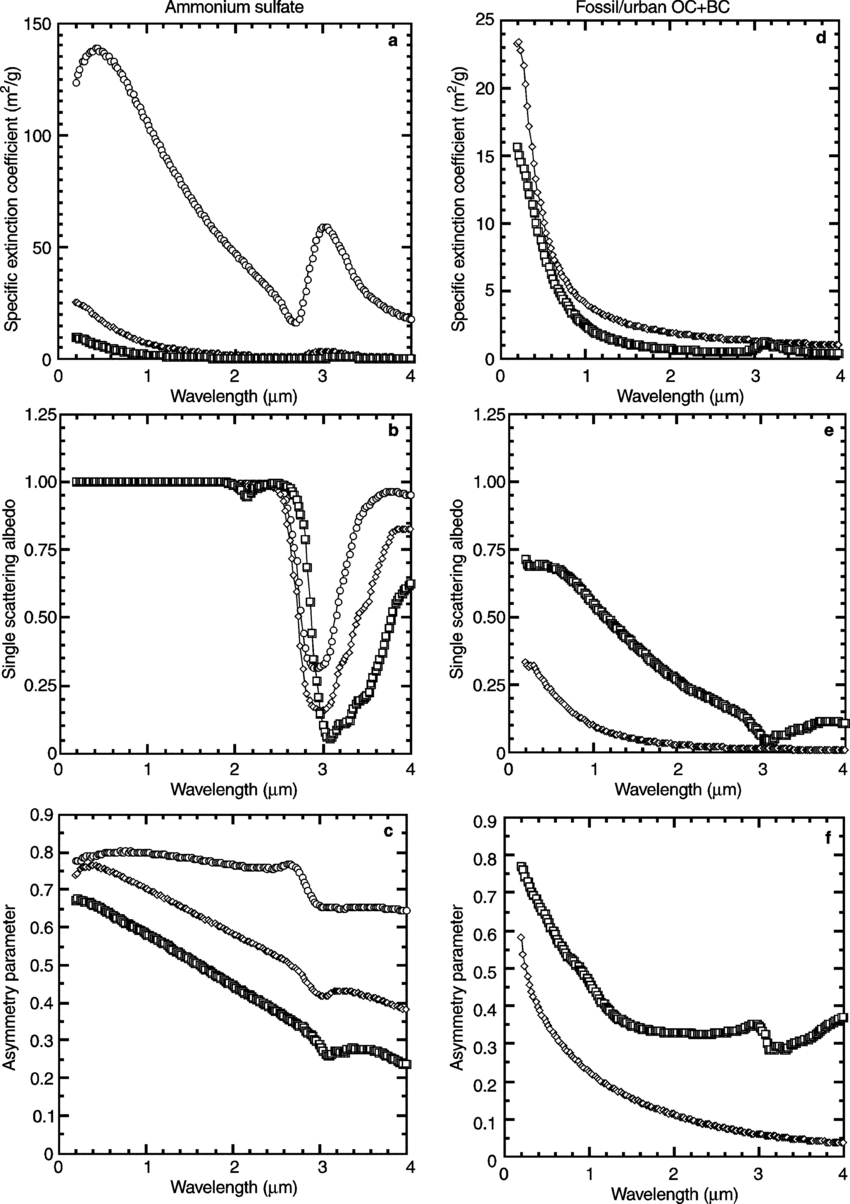 Ammonium sulfate
a
Specific extinction coefficient (m²/g)
150
100
50
0
0 1 2 3 4
Wavelength (μm)
Fossil/urban OC+BC
d
Specific extinction coefficient (m²/g)
25
20
15
10
5
0
0 1 2 3 4
Wavelength (μm)
b
Single scattering albedo
1.25
1.00
0.75
0.50
0.25
0
0 1 2 3 4
Wavelength (μm)
e
Single scattering albedo
1.25
1.00
0.75
0.50
0.25
0
0 1 2 3 4
Wavelength (μm)
c
Asymmetry parameter
0.9
0.8
0.7
0.6
0.5
0.4
0.3
0.2
0.1
0
0 1 2 3 4
Wavelength (μm)
f
Asymmetry parameter
0.9
0.8
0.7
0.6
0.5
0.4
0.3
0.2
0.1
0
0 1 2 3 4
Wavelength (μm)